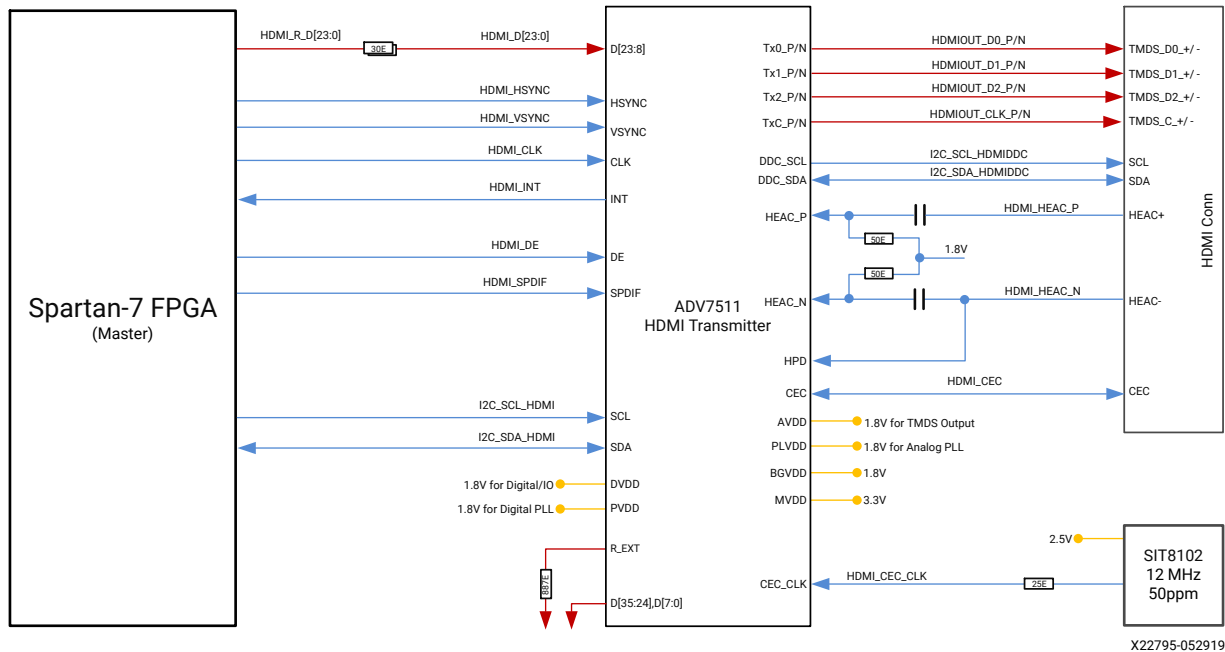 Spartan-7 FPGA
(Master)
HDMI_R_D[23:0]
30E
HDMI_D[23:0]
HDMI_HSYNC
HDMI_VSYNC
HDMI_CLK
HDMI_INT
HDMI_DE
HDMI_SPDIF
I2C_SCL_HDMI
I2C_SDA_HDMI
1.8V for Digital/IO
1.8V for Digital PLL
887E
D[23:8]
HSYNC
VSYNC
CLK
INT
DE
SPDIF
SCL
SDA
DVDD
PVDD
R_EXT
D[35:24],D[7:0]
ADV7511
HDMI Transmitter
Tx0_P/N
Tx1_P/N
Tx2_P/N
TxC_P/N
DDC_SCL
DDC_SDA
HEAC_P
HEAC_N
HPD
CEC
AVDD
PLVDD
BGVDD
MVDD
CEC_CLK
HDMIOUT_D0_P/N
HDMIOUT_D1_P/N
HDMIOUT_D2_P/N
HDMIOUT_CLK_P/N
I2C_SCL_HDMIDDC
I2C_SDA_HDMIDDC
HDMI_HEAC_P
50E
1.8V
50E
HDMI_HEAC_N
HDMI_CEC
1.8V for TMDS Output
1.8V for Analog PLL
1.8V
3.3V
2.5V
HDMI_CEC_CLK
25E
TMDS_D0_+/-
TMDS_D1_+/-
TMDS_D2_+/-
TMDS_C_+/-
SCL
SDA
HEAC+
HEAC-
CEC
HDMI Conn
SIT8102
12 MHz
50ppm
X22795-052919